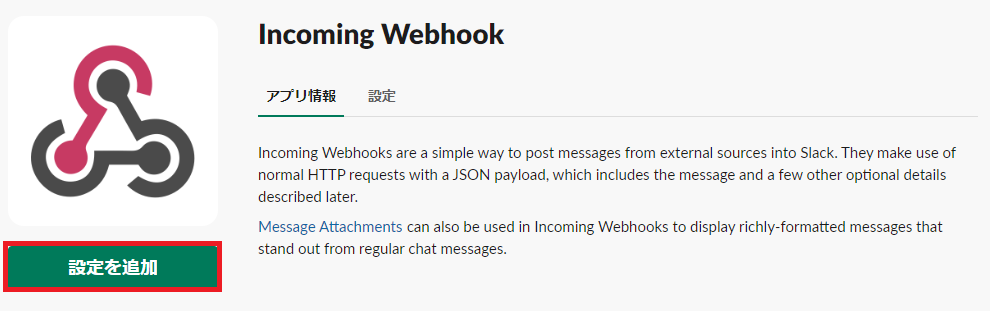 Incoming Webhook
アプリ情報 設定
Incoming Webhooks are a simple way to post messages from external sources into Slack. They make use of
normal HTTP requests with a JSON payload, which includes the message and a few other optional details
described later.
Message Attachments can also be used in Incoming Webhooks to display richly-formatted messages that
stand out from regular chat messages.
設定を追加